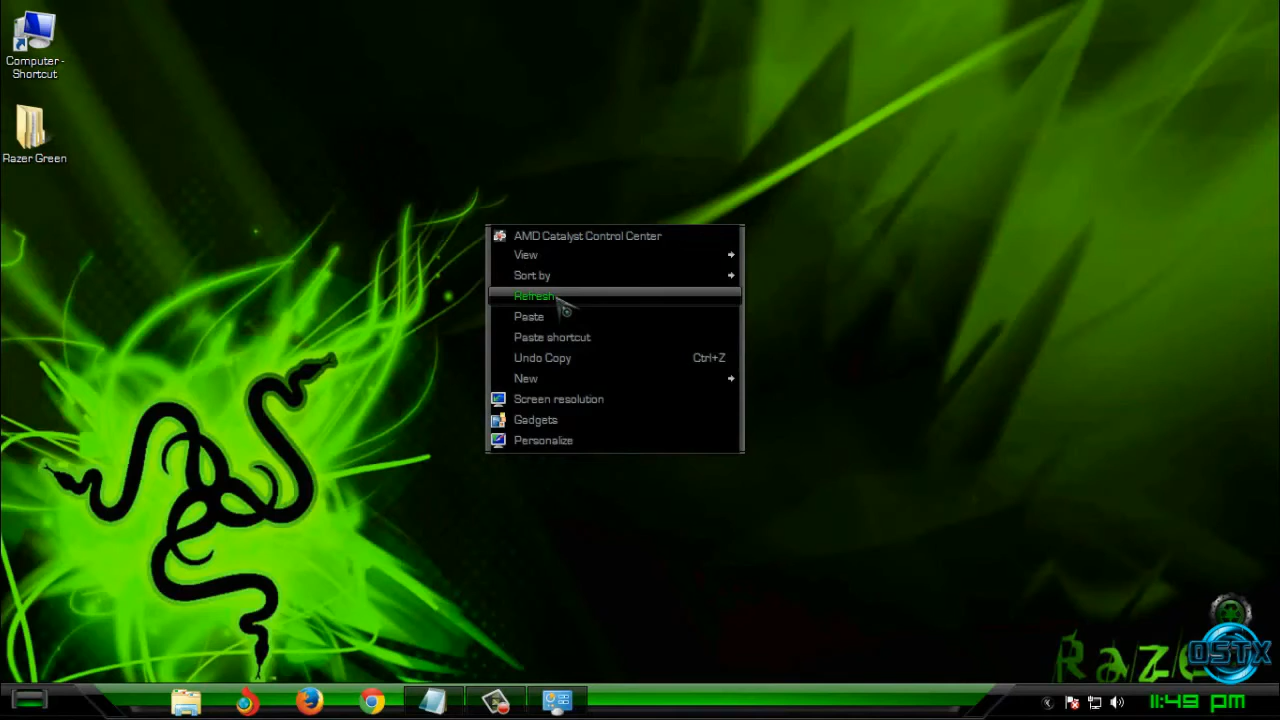 Computer -
Shortcut
Razer Green
AMD Catalyst Control Center
View
Sort by
Refresh
Paste
Paste shortcut
Undo Copy Ctrl+Z
New
Screen resolution
Gadgets
Personalize
Raze
OSTX
11:49 pm